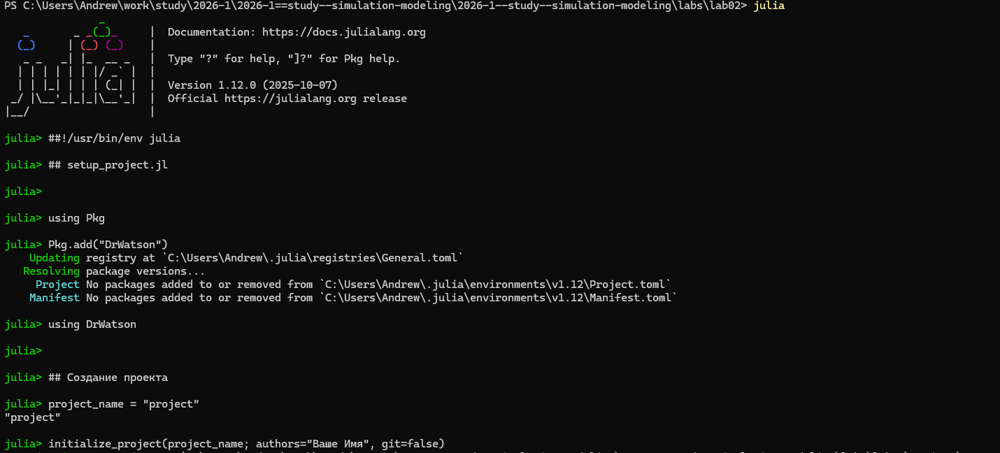 PS C:\Users\Andrew\work\study\2026-1\2026-1==study--simulation-modeling\2026-1--study--simulation-modeling\labs\lab02> julia
Documentation: https://docs.julialang.org
Type "?" for help, "]?" for Pkg help.
Version 1.12.0 (2025-10-07)
Official https://julialang.org release
julia> ##!/usr/bin/env julia
julia> ## setup_project.jl
julia>
julia> using Pkg
julia> Pkg.add("DrWatson")
Updating registry at `C:\Users\Andrew\.julia\registries\General.toml`
Resolving package versions...
Project No packages added to or removed from `C:\Users\Andrew\.julia\environments\v1.12\Project.toml`
Manifest No packages added to or removed from `C:\Users\Andrew\.julia\environments\v1.12\Manifest.toml`
julia> using DrWatson
julia>
julia> ## Создание проекта
julia> project_name = "project"
"project"
julia> initialize_project(project_name; authors="Ваше Имя", git=false)